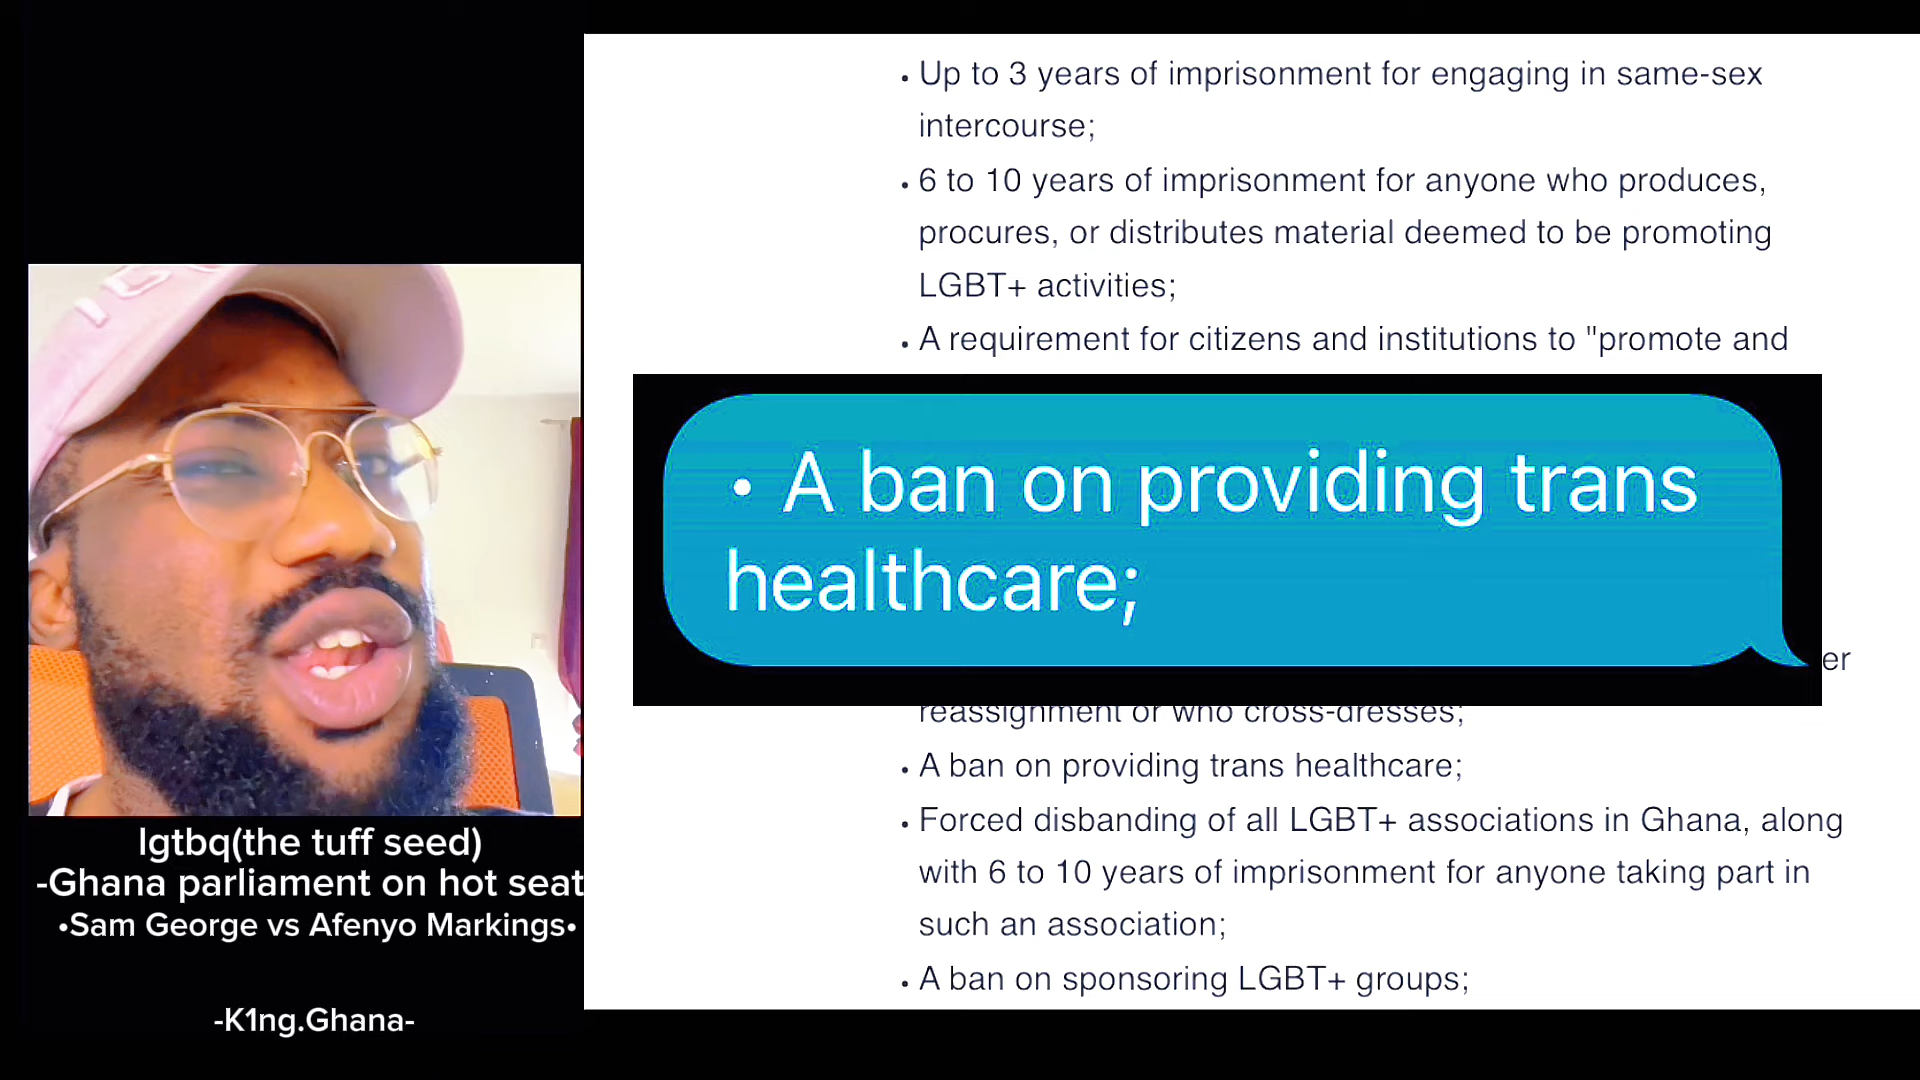 Up to 3 years of imprisonment for engaging in same-sex
intercourse;
6 to 10 years of imprisonment for anyone who produces,
procures, or distributes material deemed to be promoting
LGBT+ activities;
A requirement for citizens and institutions to "promote and
• A ban on providing trans
healthcare;
er
reassignment or who cross-dresses;
A ban on providing trans healthcare;
Forced disbanding of all LGBT+ associations in Ghana, along
with 6 to 10 years of imprisonment for anyone taking part in
such an association;
A ban on sponsoring LGBT+ groups;
lgtbq(the tuff seed)
-Ghana parliament on hot seat
•Sam George vs Afenyo Markings•
-K1ng.Ghana-